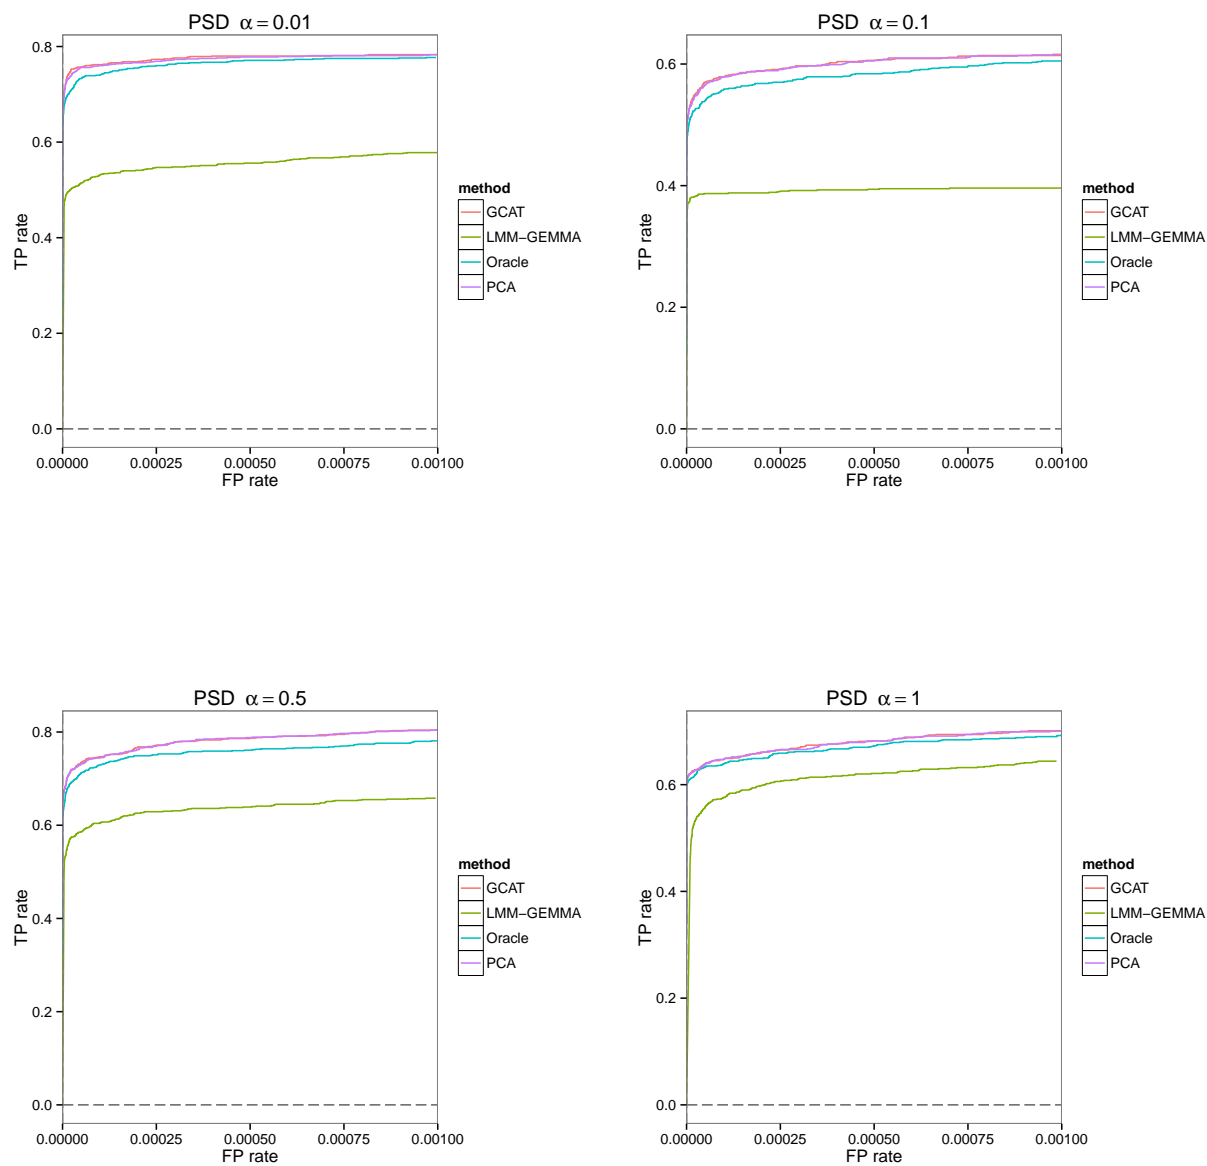 PSD α = 0.01
0.8
0.6
0.4
0.2
0.0
TP rate
0.00000 0.00025 0.00050 0.00075 0.00100
FP rate
method
GCAT
LMM−GEMMA
Oracle
PCA
PSD α = 0.1
0.6
0.4
0.2
0.0
TP rate
0.00000 0.00025 0.00050 0.00075 0.00100
FP rate
method
GCAT
LMM−GEMMA
Oracle
PCA
PSD α = 0.5
0.8
0.6
0.4
0.2
0.0
TP rate
0.00000 0.00025 0.00050 0.00075 0.00100
FP rate
method
GCAT
LMM−GEMMA
Oracle
PCA
PSD α = 1
0.6
0.4
0.2
0.0
TP rate
0.00000 0.00025 0.00050 0.00075 0.00100
FP rate
method
GCAT
LMM−GEMMA
Oracle
PCA